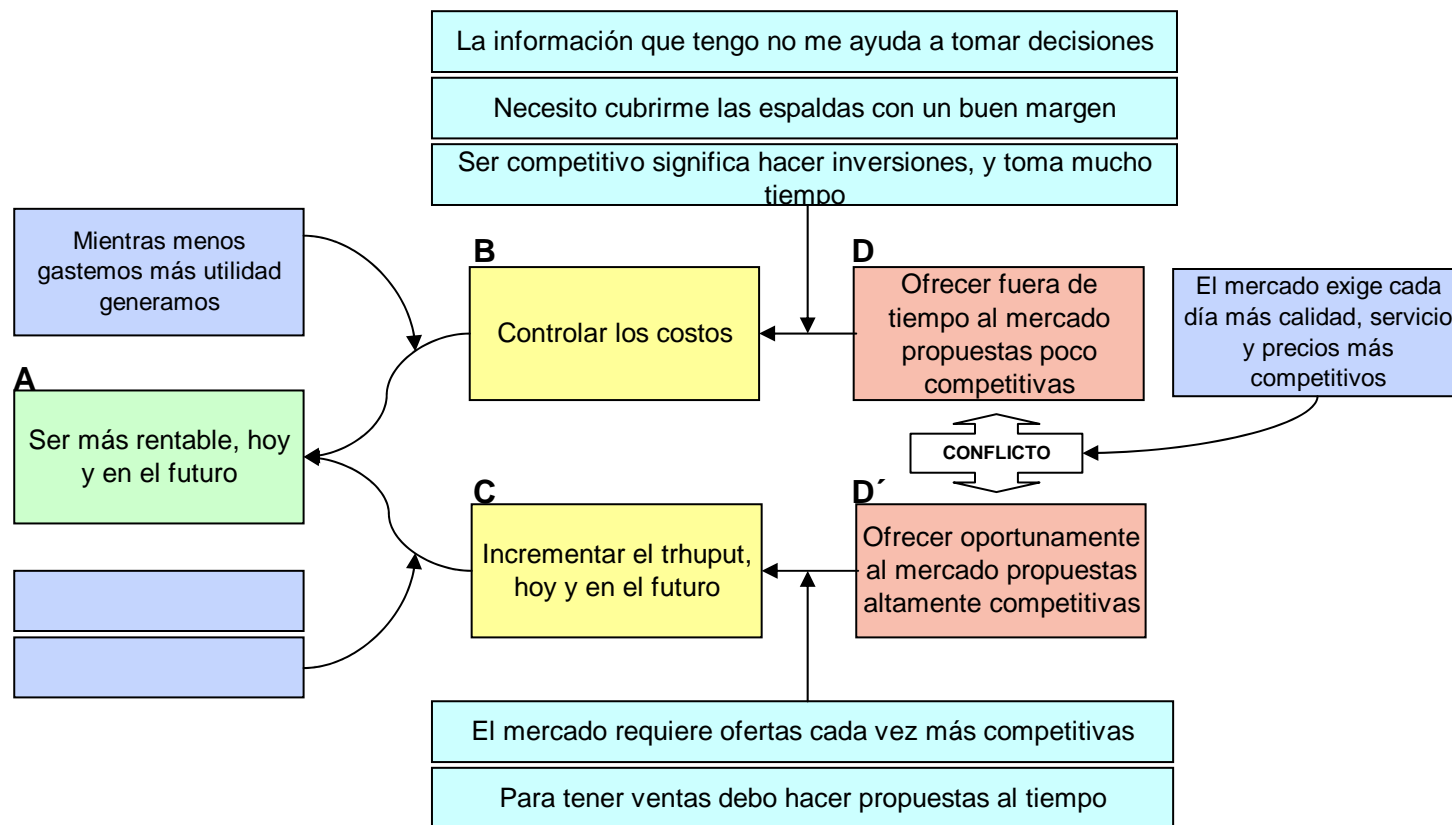 La información que tengo no me ayuda a tomar decisiones
Necesito cubrirme las espaldas con un buen margen
Ser competitivo significa hacer inversiones, y toma mucho
tiempo
Mientras menos
gastemos más utilidad
generamos
B
Controlar los costos
D
Ofrecer fuera de
tiempo al mercado
propuestas poco
competitivas
El mercado exige cada
día más calidad, servicio
y precios más
competitivos
A
Ser más rentable, hoy
y en el futuro
CONFLICTO
C
Incrementar el trhuput,
hoy y en el futuro
D´
Ofrecer oportunamente
al mercado propuestas
altamente competitivas
El mercado requiere ofertas cada vez más competitivas
Para tener ventas debo hacer propuestas al tiempo